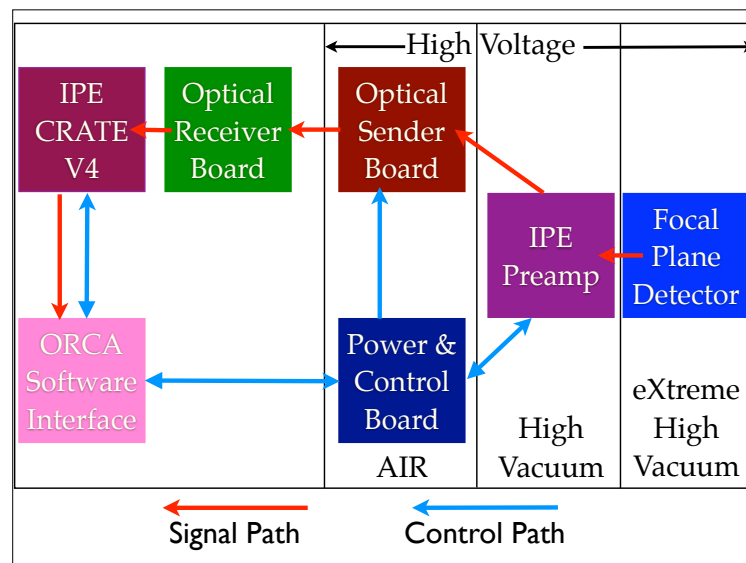 High Voltage
IPE
CRATE
V4
Optical
Receiver
Board
Optical
Sender
Board
IPE
Preamp
Focal
Plane
Detector
ORCA
Software
Interface
Power &
Control
Board
AIR
High
Vacuum
eXtreme
High
Vacuum
Signal Path
Control Path